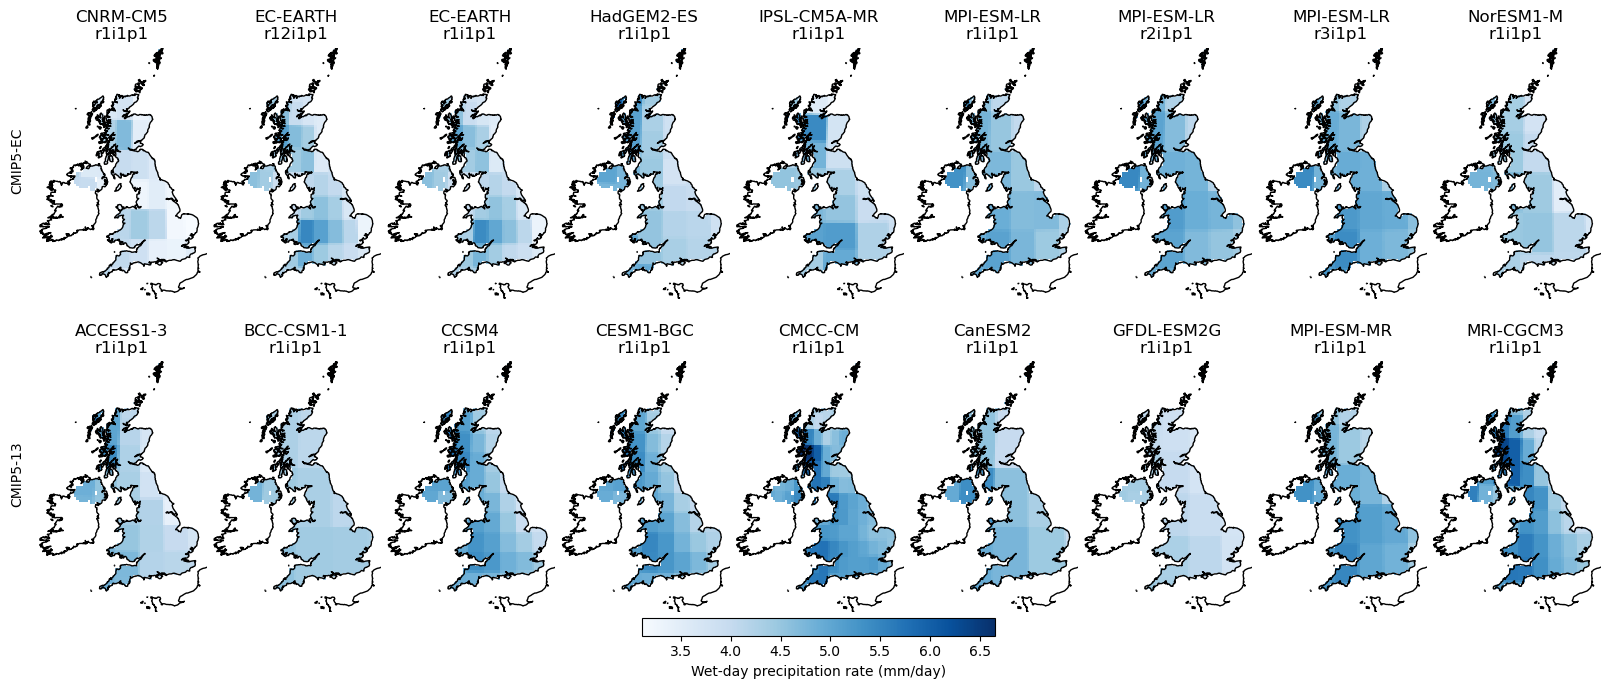 CNRM-CM5 EC-EARTH EC-EARTH HadGEM2-ES IPSL-CM5A-MR MPI-ESM-LR MPI-ESM-LR MPI-ESM-LR NorESM1-M
r1i1p1 r12i1p1 r1i1p1 r1i1p1 r1i1p1 r1i1p1 r2i1p1 r3i1p1 r1i1p1
CMIP5-EC
ACCESS1-3 BCC-CSM1-1 CCSM4 CESM1-BGC CMCC-CM CanESM2 GFDL-ESM2G MPI-ESM-MR MRI-CGCM3
r1i1p1 r1i1p1 r1i1p1 r1i1p1 r1i1p1 r1i1p1 r1i1p1 r1i1p1 r1i1p1
CMIP5-13
3.5 4.0 4.5 5.0 5.5 6.0 6.5
Wet-day precipitation rate (mm/day)